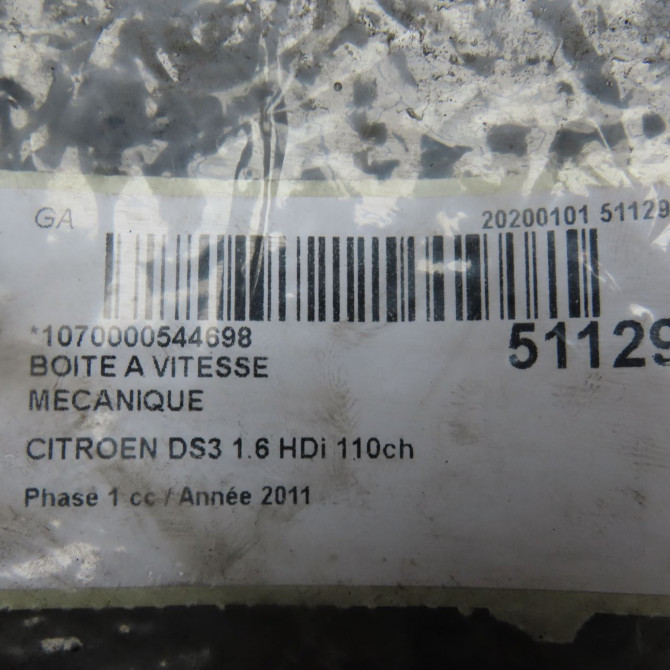 GA
20200101 51129
*1070000544698
51129
BOITE A VITESSE
MECANIQUE
CITROEN DS3 1.6 HDi 110ch
Phase 1 cc / Année 2011